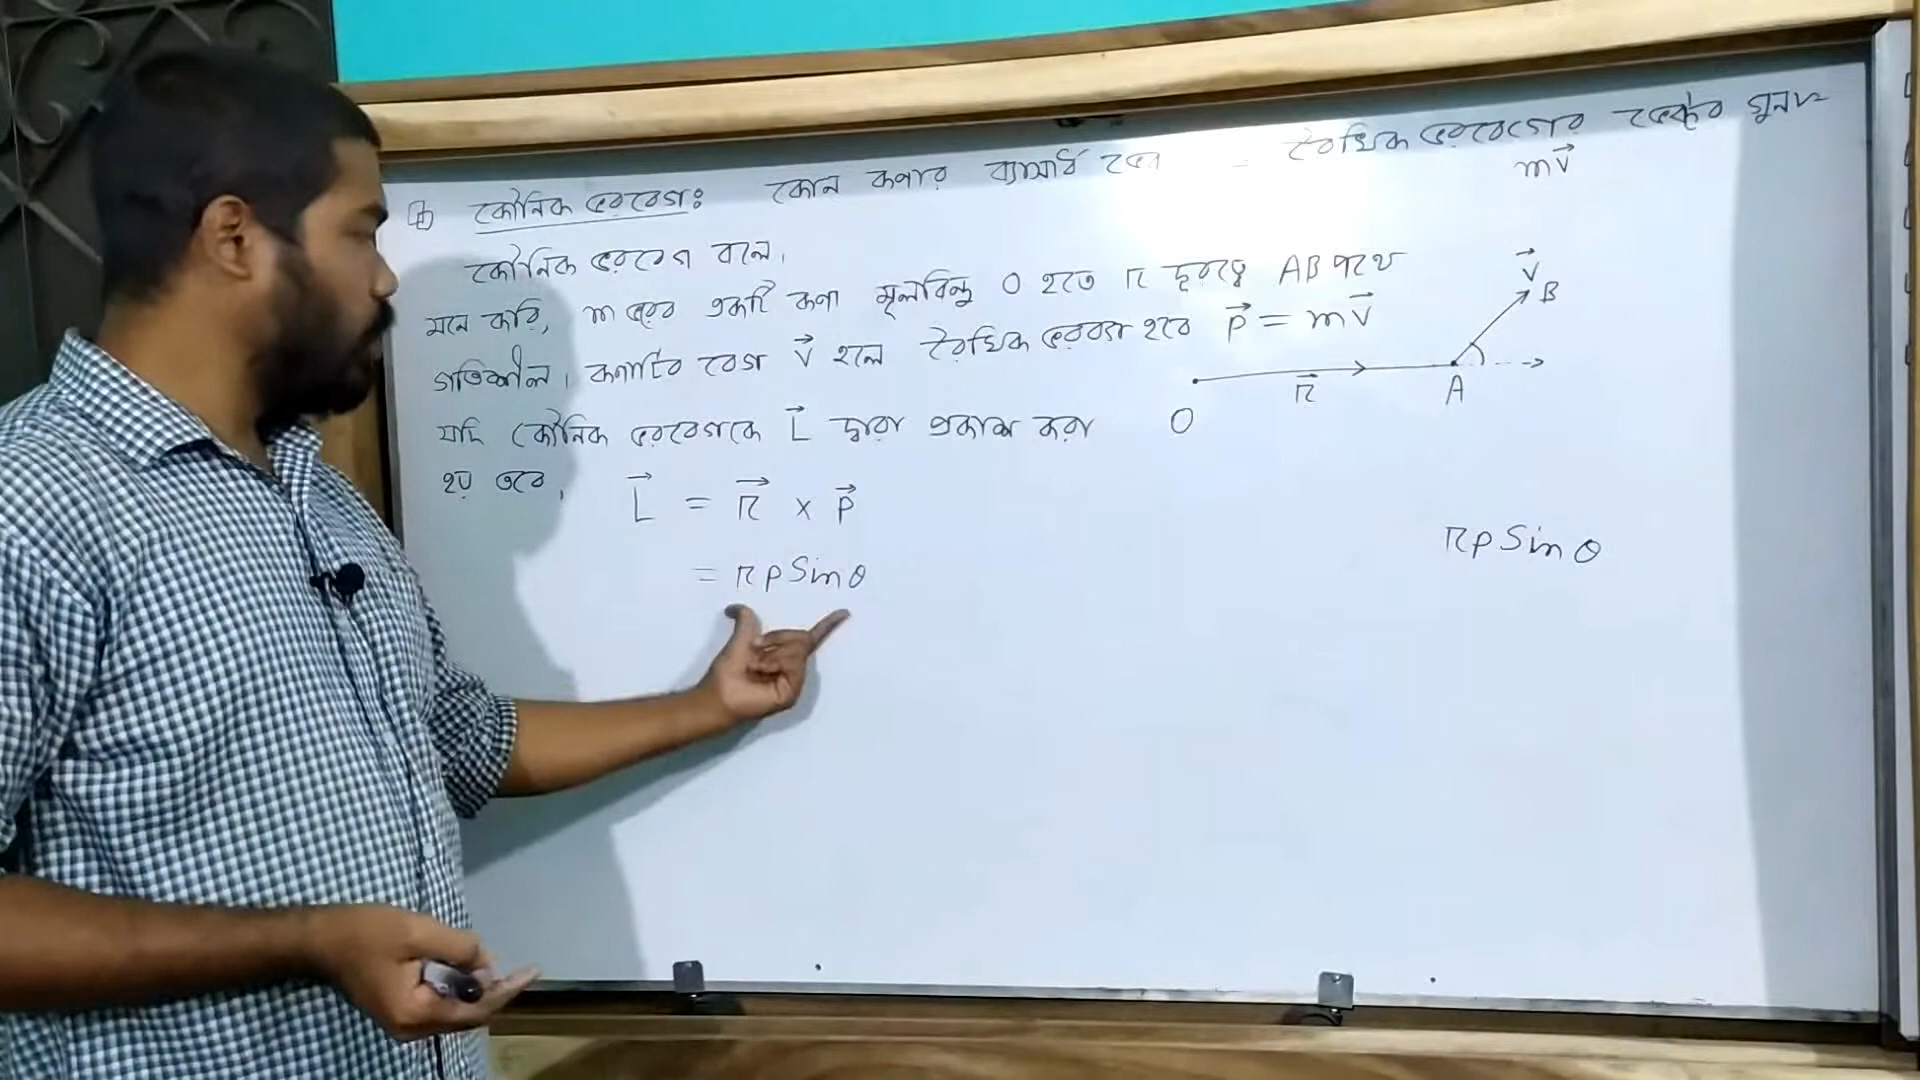 কৌনিক ভরবেগঃ কোন কণার ব্যাসার্ধ ভেক্টর রৈখিক ভরবেগের ভেক্টর গুনন
mv⃗
কৌনিক ভরবেগ বলে।
মনে করি, m ভরের একটি কণা মূলবিন্দু O হতে r দূরত্বে AB পথে
গতিশীল। কণাটির বেগ v⃗ হলে রৈখিক ভরবেগ হবে p⃗ = mv⃗
যদি কৌনিক ভরবেগকে L⃗ দ্বারা প্রকাশ করা
হয় তবে,
L⃗ = r⃗ × p⃗
= rp Sin θ
v⃗
B
O
r⃗
A
rp Sin θ